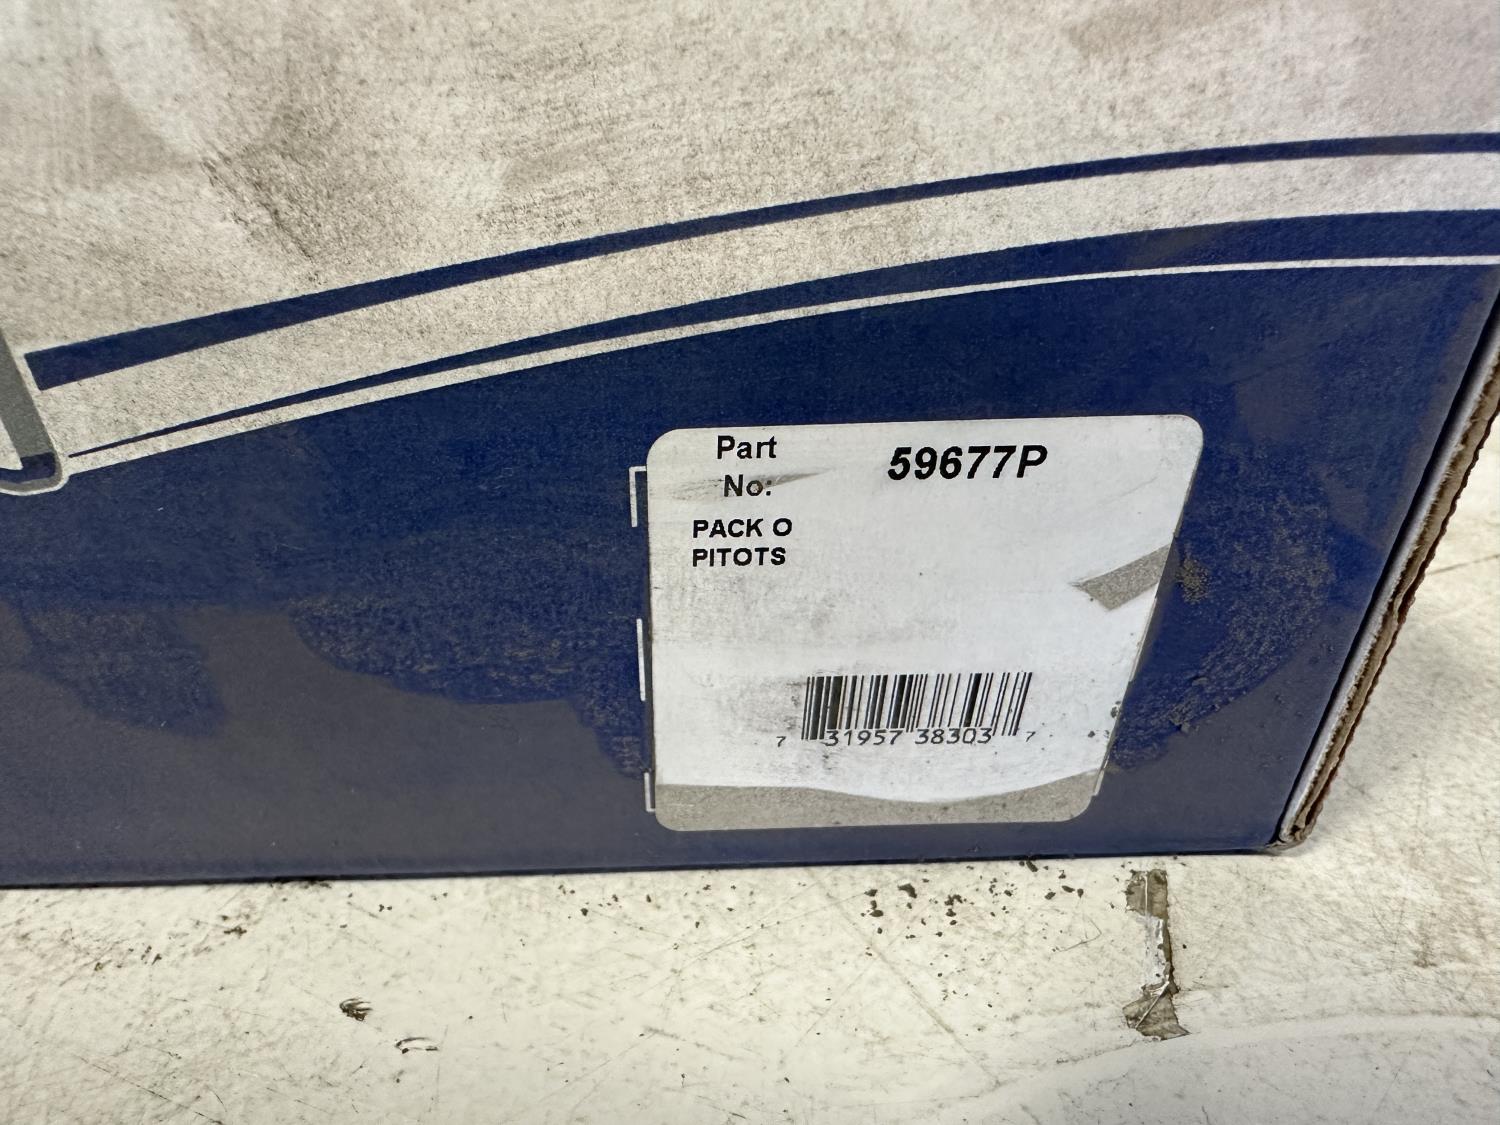 Part 59677P
No:
PACK O
PITOTS
7 31957 38303 7